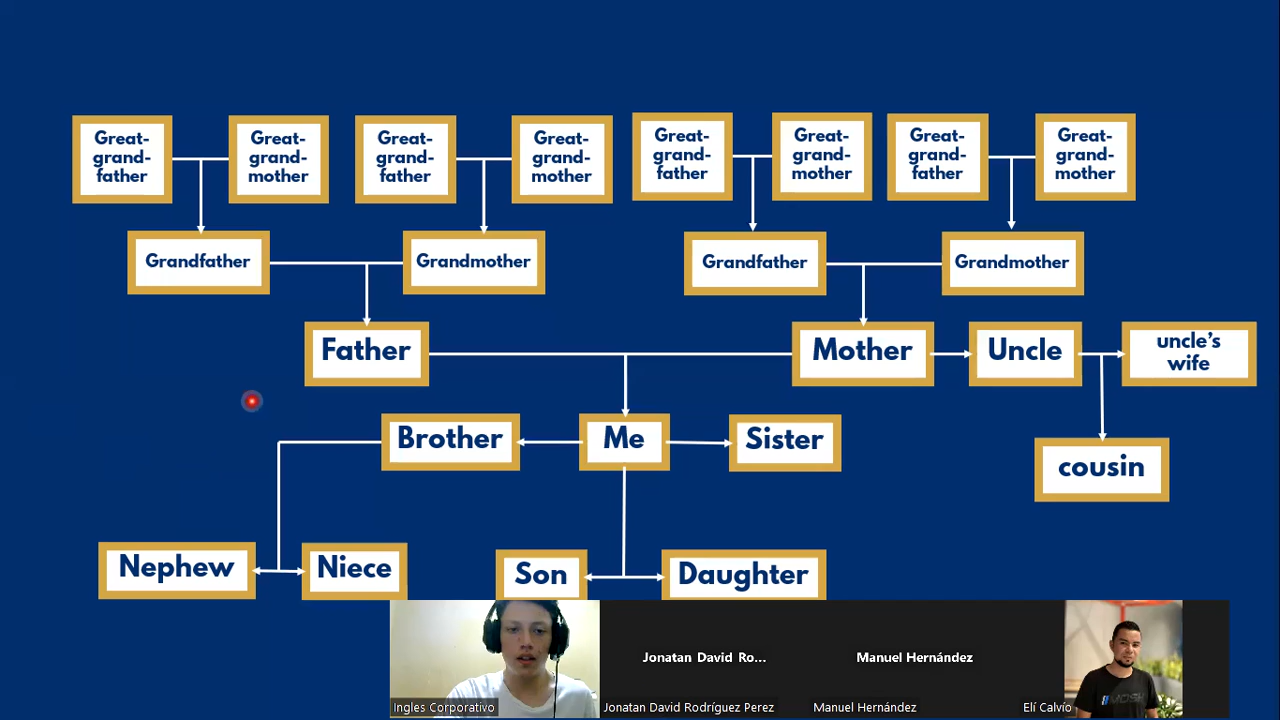 Great-
grand-
father
Great-
grand-
mother
Great-
grand-
father
Great-
grand-
mother
Great-
grand-
father
Great-
grand-
mother
Great-
grand-
father
Great-
grand-
mother
Grandfather
Grandmother
Grandfather
Grandmother
Father
Mother
Uncle
uncle's
wife
Brother
Me
Sister
cousin
Nephew
Niece
Son
Daughter
Jonatan David Ro...
Manuel Hernández
Ingles Corporativo
Jonatan David Rodríguez Perez
Manuel Hernández
Elí Calvío